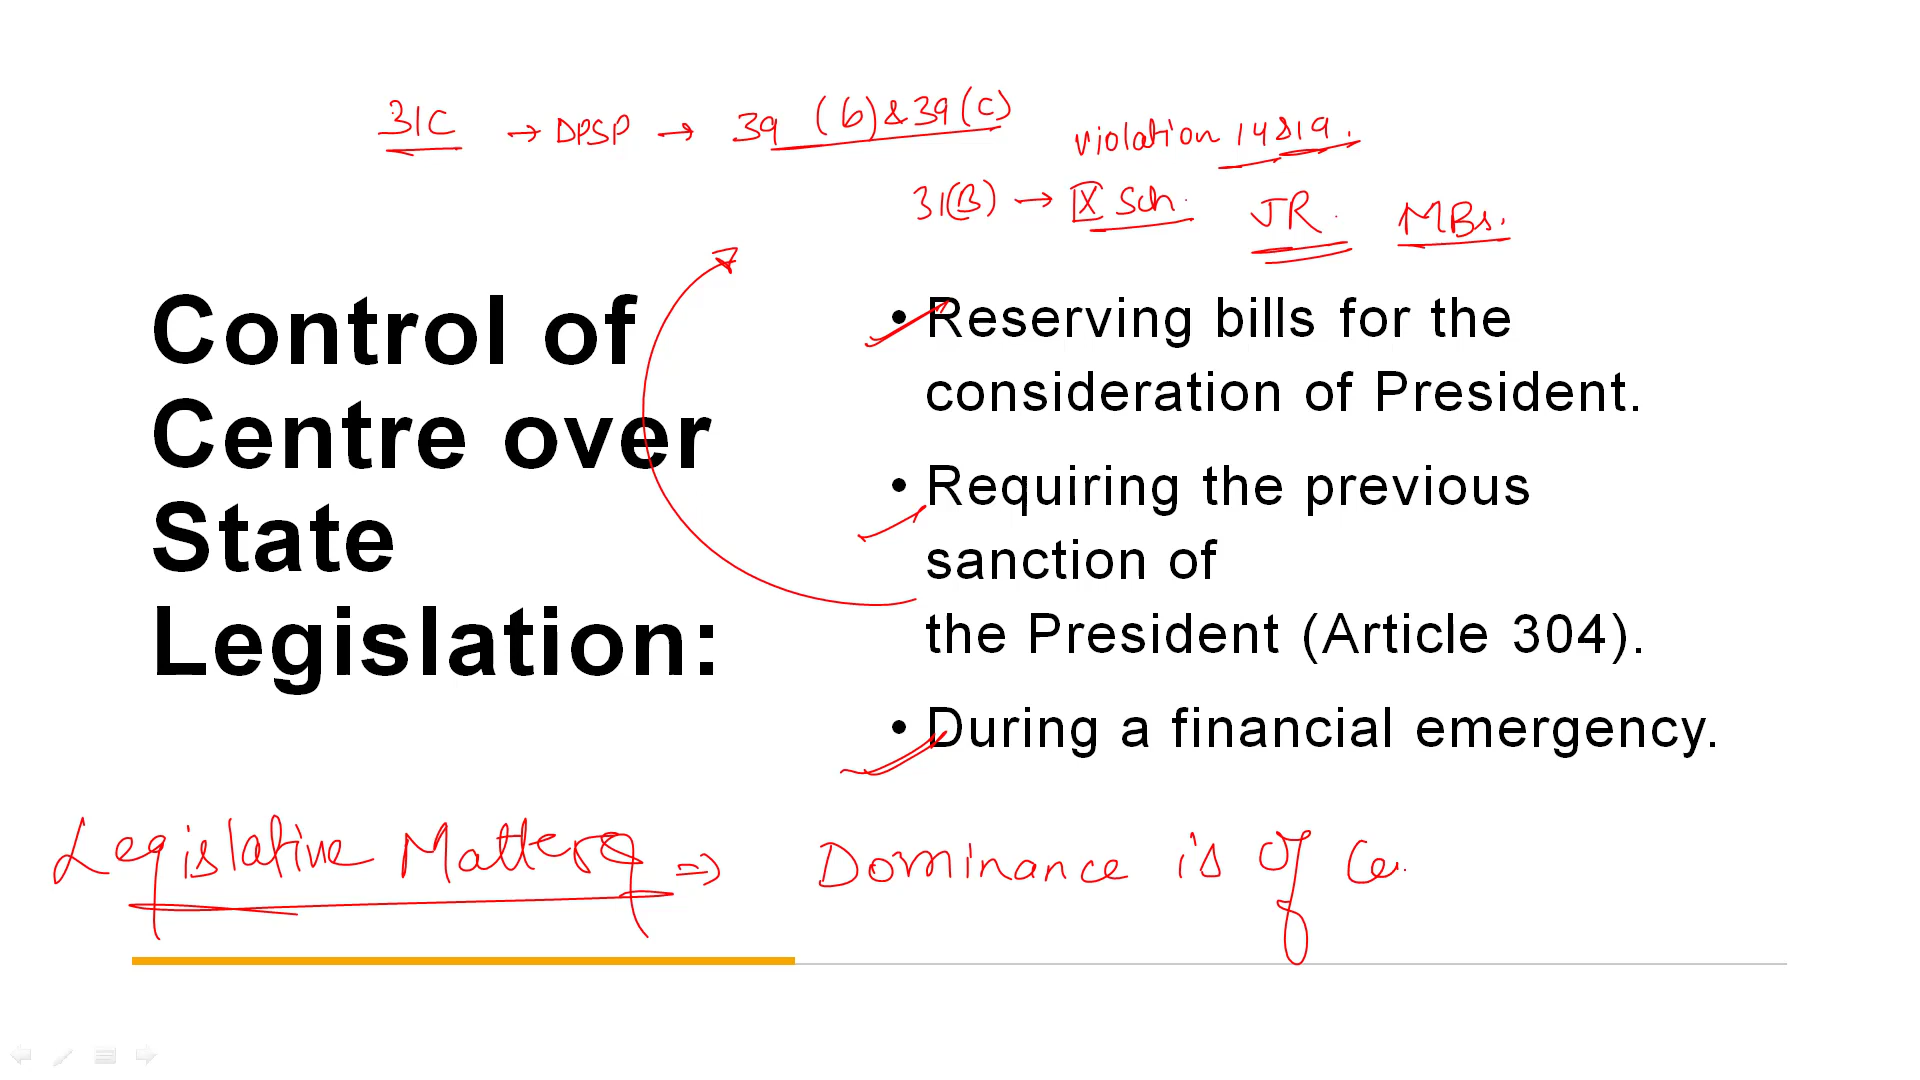 31C → DPSP → 39 (b) & 39 (c)
violation 14 & 19.
31(B) → IX Sch. JR. MBs.
Control of
Centre over
State
Legislation:
• Reserving bills for the
consideration of President.
• Requiring the previous
sanction of
the President (Article 304).
• During a financial emergency.
Legislative Matters ⇒ Dominance is of Ce